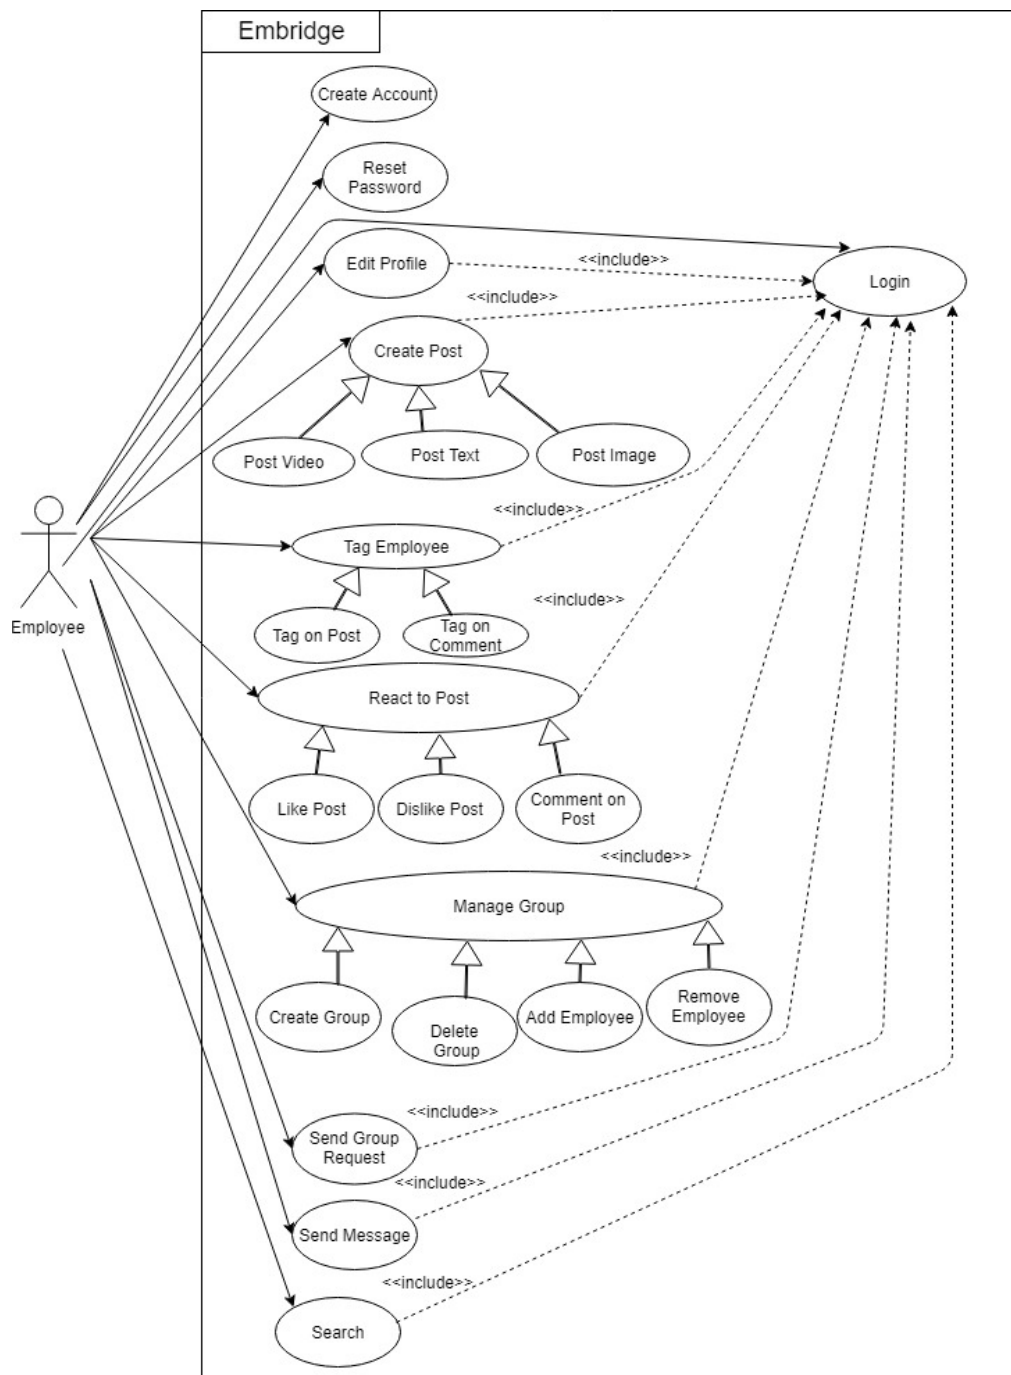 Embridge
Create Account
Reset
Password
Edit Profile
<<include>>
Login
<<include>>
Create Post
Post Video
Post Text
Post Image
<<include>>
Tag Employee
Employee
<<include>>
Tag on Post
Tag on
Comment
React to Post
Like Post
Dislike Post
Comment on
Post
<<include>>
Manage Group
Create Group
Delete
Group
Add Employee
Remove
Employee
<<include>>
Send Group
Request
<<include>>
Send Message
<<include>>
Search